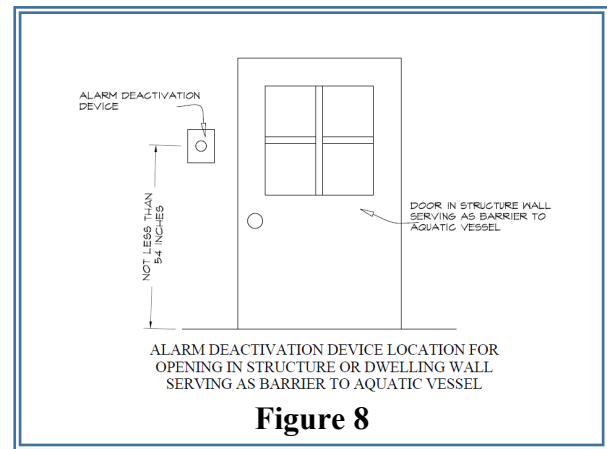 ALARM DEACTIVATION
DEVICE
NOT LESS THAN
54 INCHES
DOOR IN STRUCTURE WALL
SERVING AS BARRIER TO
AQUATIC VESSEL
ALARM DEACTIVATION DEVICE LOCATION FOR
OPENING IN STRUCTURE OR DWELLING WALL
SERVING AS BARRIER TO AQUATIC VESSEL
Figure 8